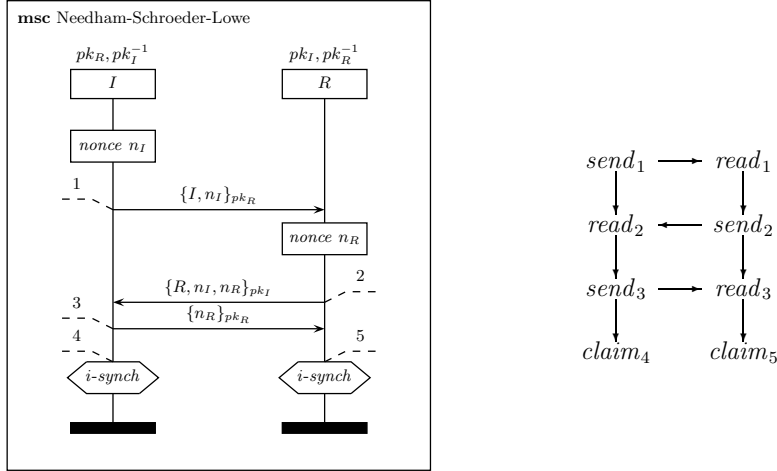 msc Needham-Schroeder-Lowe
pk_R, pk_I^{-1}
pk_I, pk_R^{-1}
I
R
nonce n_I
1
{I, n_I}_{pk_R}
nonce n_R
{R, n_I, n_R}_{pk_I}
2
3
{n_R}_{pk_R}
4
5
i-synch
i-synch
send_1 read_1
read_2 send_2
send_3 read_3
claim_4 claim_5